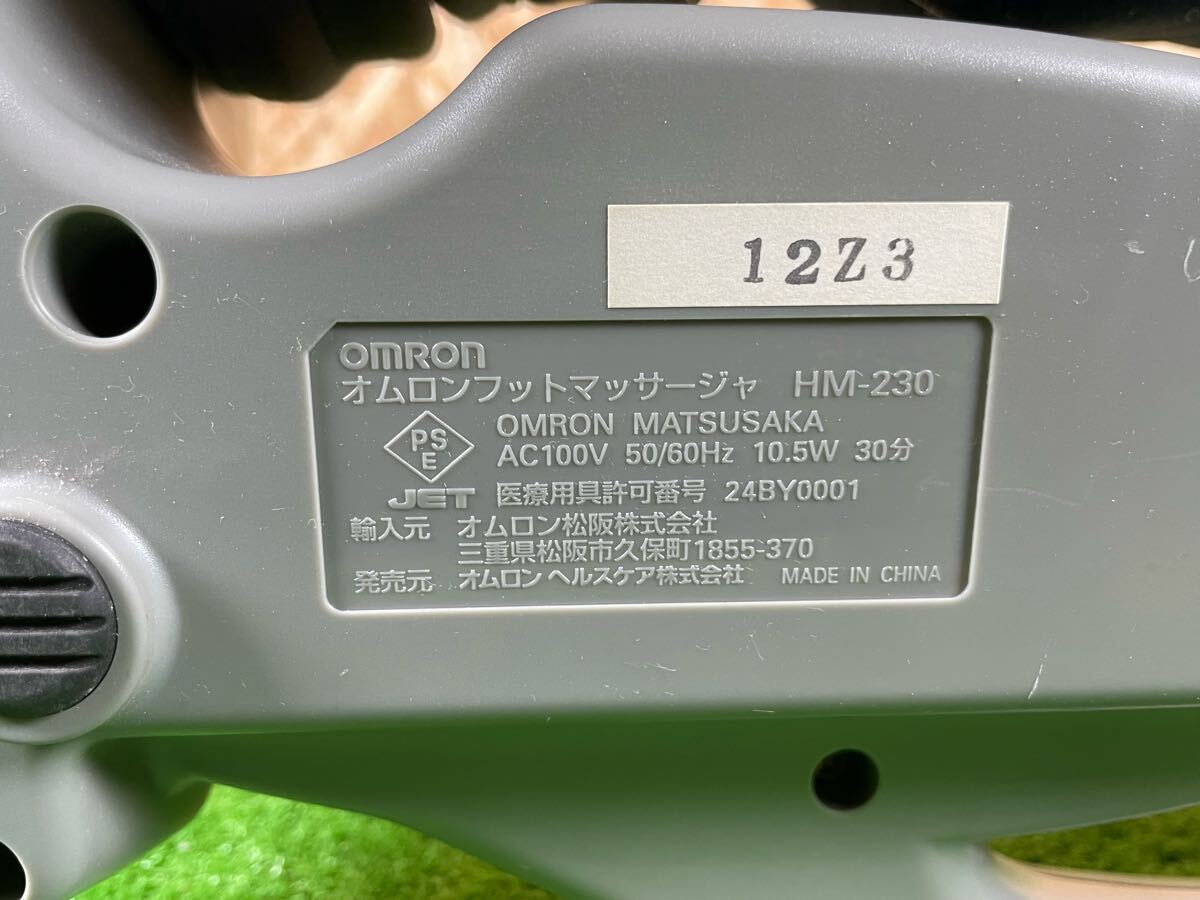 12Z3
OMRON
オムロンフットマッサージャ HM-230
PS
E
OMRON MATSUSAKA
AC100V 50/60Hz 10.5W 30分
JET 医療用具許可番号 24BY0001
輸入元 オムロン松阪株式会社
三重県松阪市久保町1855-370
発売元 オムロン ヘルスケア株式会社 MADE IN CHINA